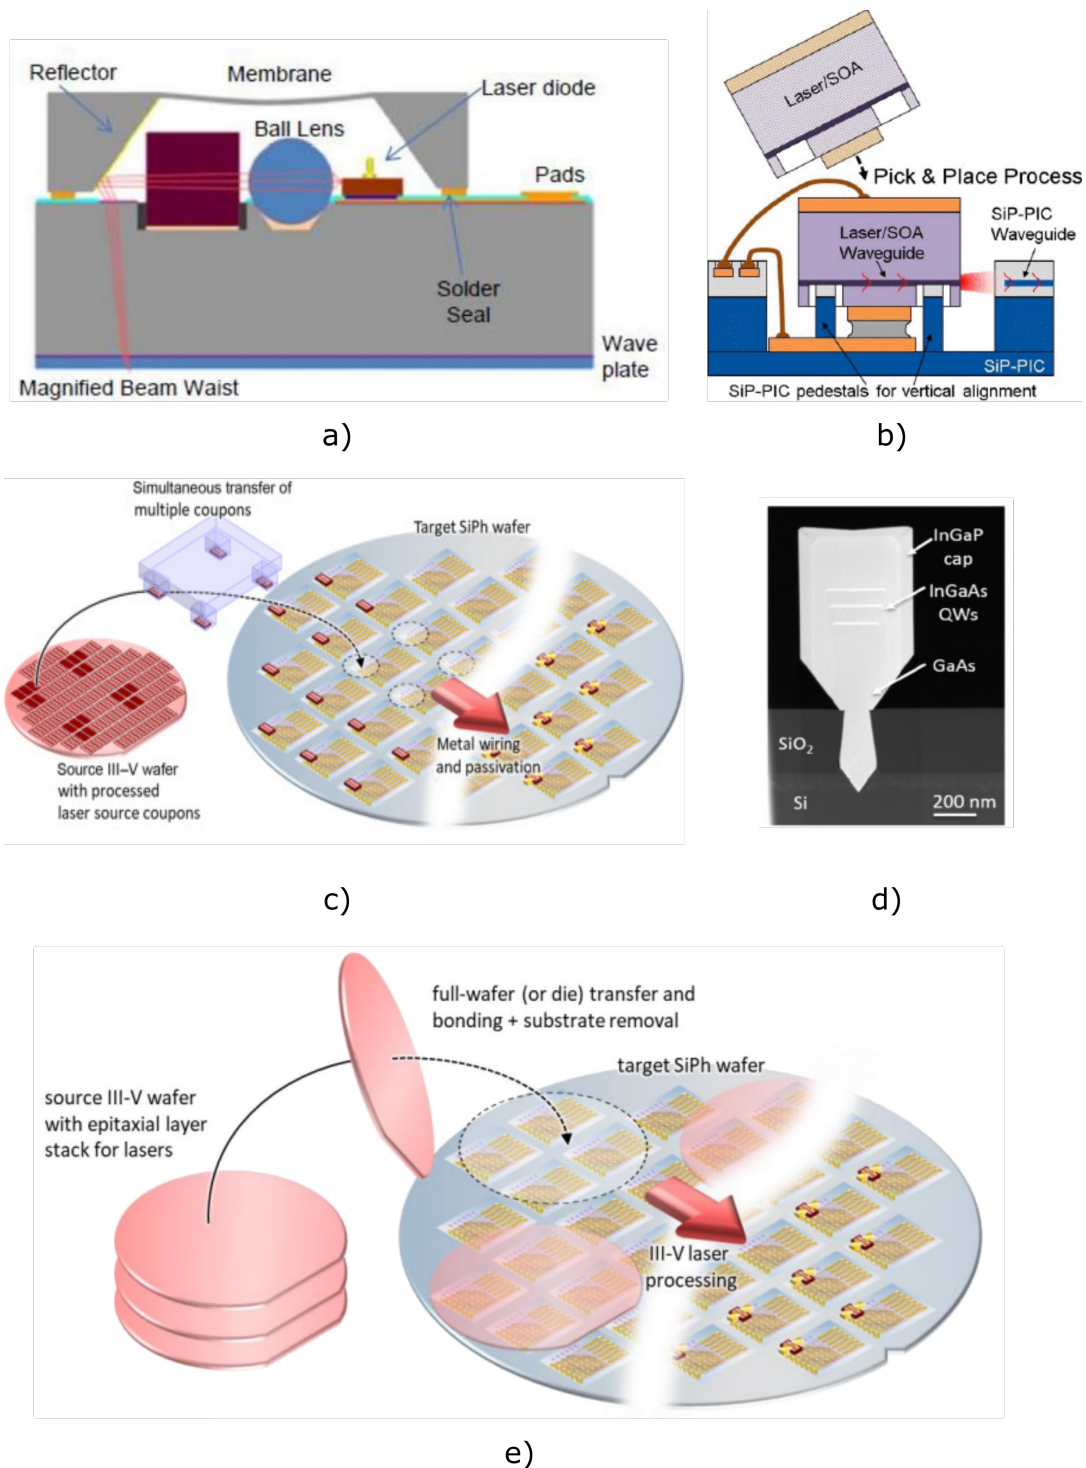 Reflector
Membrane
Laser diode
Ball Lens
Pads
Solder
Seal
Wave
plate
Magnified Beam Waist
a)
Laser/SOA
Pick & Place Process
SiP-PIC
Waveguide
Laser/SOA
Waveguide
SiP-PIC
SiP-PIC pedestals for vertical alignment
b)
Simultaneous transfer of
multiple coupons
Target SiPh wafer
Metal wiring
and passivation
Source III–V wafer
with processed
laser source coupons
c)
InGaP
cap
InGaAs
QWs
GaAs
SiO2
Si
200 nm
d)
full-wafer (or die) transfer and
bonding + substrate removal
target SiPh wafer
source III-V wafer
with epitaxial layer
stack for lasers
III-V laser
processing
e)